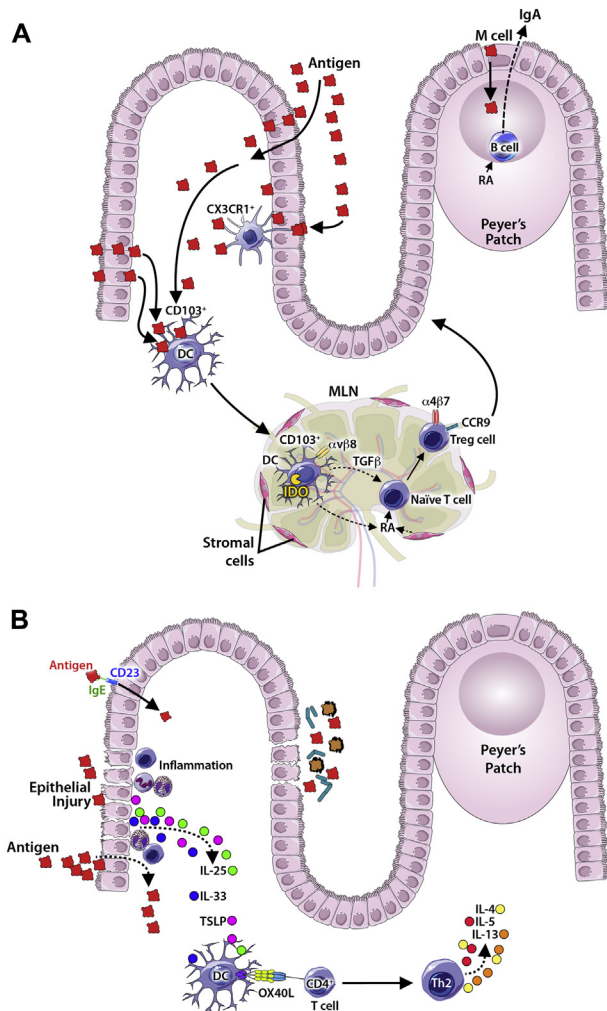 A
IgA
M cell
Antigen
B cell
RA
CX3CR1⁺
Peyer's
Patch
CD103⁺
DC
MLN
α4β7
CCR9
Treg cell
CD103⁺
αvβ8
DC
TGFβ
IDO
Naïve T cell
RA
Stromal
cells
B
Antigen
CD23
IgE
Inflammation
Epithelial
Injury
Peyer's
Patch
Antigen
IL-25
IL-33
TSLP
IL-4
IL-5
IL-13
DC
OX40L
CD4⁺
T cell
Th2